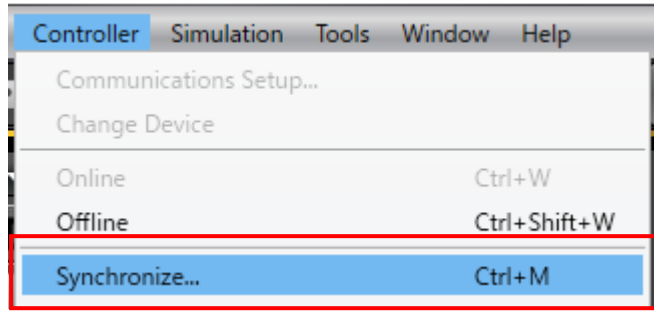 Controller Simulation Tools Window Help
Communications Setup...
Change Device
Online Ctrl+W
Offline Ctrl+Shift+W
Synchronize... Ctrl+M